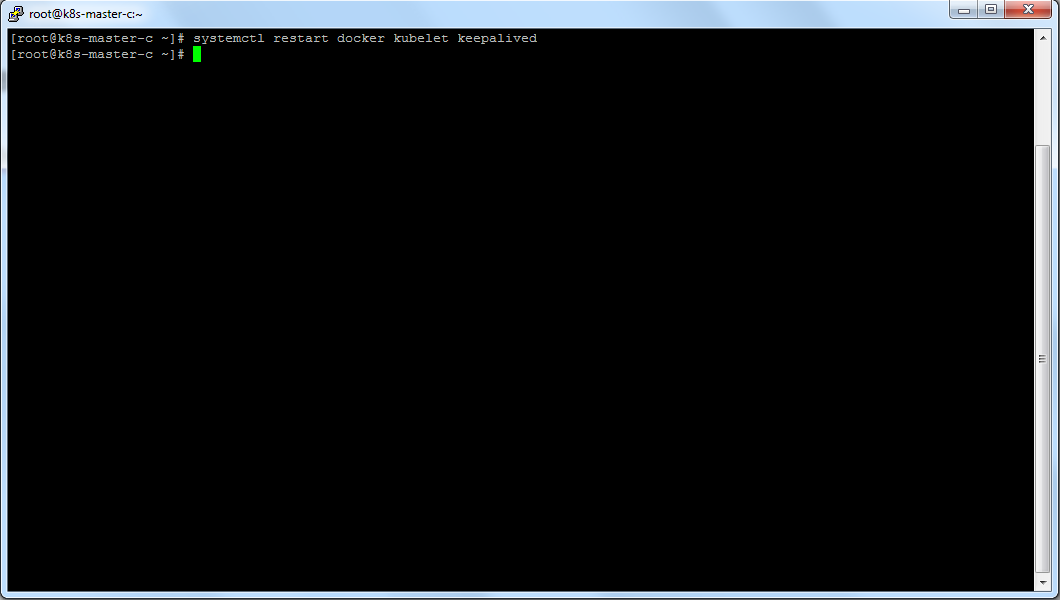 root@k8s-master-c:~
[root@k8s-master-c ~]# systemctl restart docker kubelet keepalived
[root@k8s-master-c ~]#